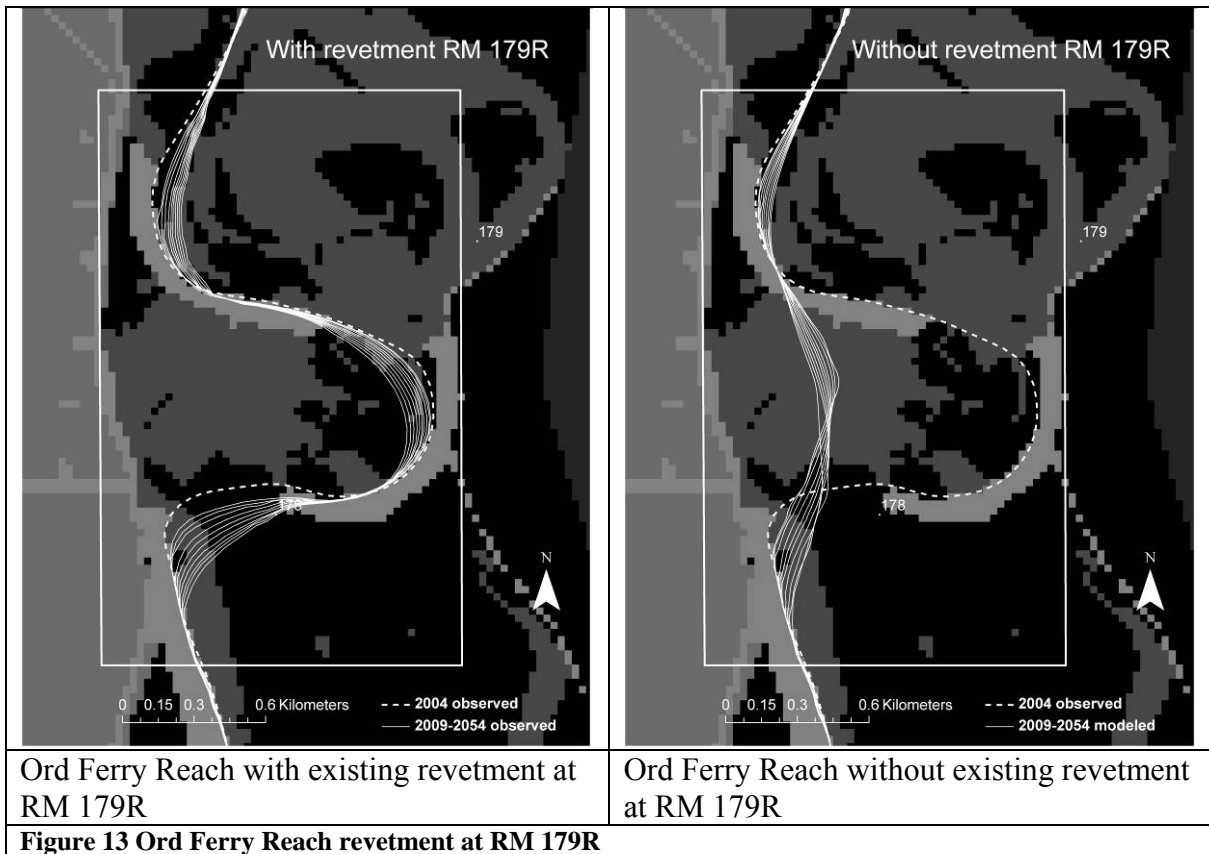 With revetment RM 179R
179
178
N
0 0.15 0.3 0.6 Kilometers
2004 observed
2009-2054 observed
Without revetment RM 179R
179
178
N
0 0.15 0.3 0.6 Kilometers
2004 observed
2009-2054 modeled
Ord Ferry Reach with existing revetment at
RM 179R
Ord Ferry Reach without existing revetment
at RM 179R
Figure 13 Ord Ferry Reach revetment at RM 179R